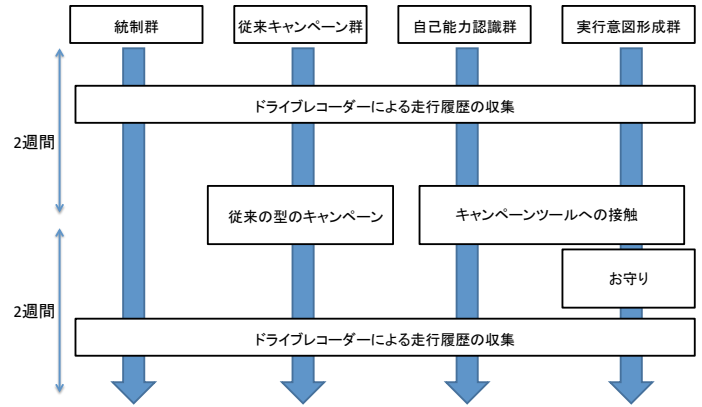 統制群
従来キャンペーン群
自己能力認識群
実行意図形成群
ドライブレコーダーによる走行履歴の収集
2週間
従来の型のキャンペーン
キャンペーンツールへの接触
お守り
2週間
ドライブレコーダーによる走行履歴の収集